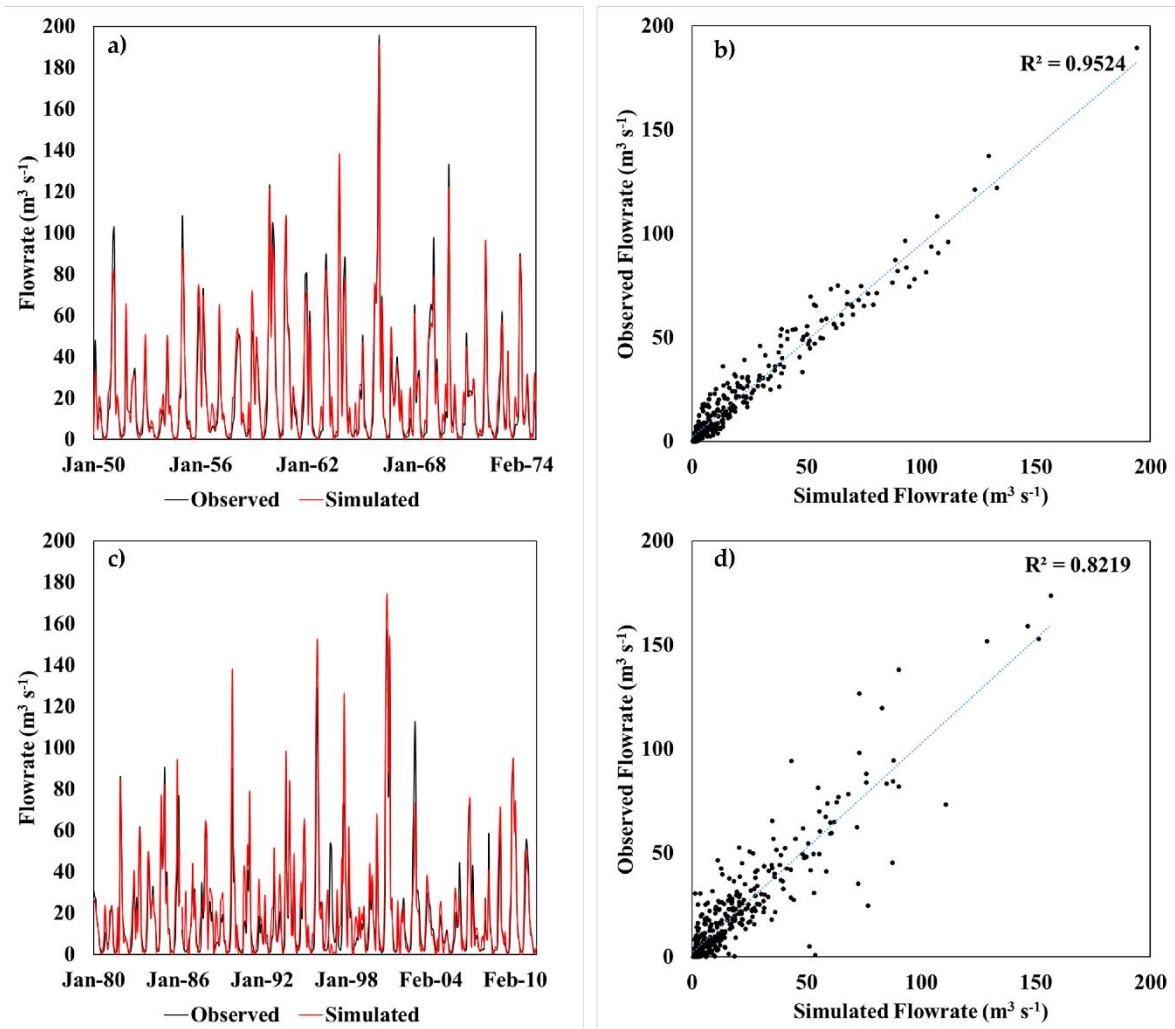 a)
Flowrate (m³ s⁻¹)
200
180
160
140
120
100
80
60
40
20
0
Jan-50 Jan-56 Jan-62 Jan-68 Feb-74
Observed Simulated
b)
R² = 0.9524
Observed Flowrate (m³ s⁻¹)
200
150
100
50
0
0 50 100 150 200
Simulated Flowrate (m³ s⁻¹)
c)
Flowrate (m³ s⁻¹)
200
180
160
140
120
100
80
60
40
20
0
Jan-80 Jan-86 Jan-92 Jan-98 Feb-04 Feb-10
Observed Simulated
d)
R² = 0.8219
Observed Flowrate (m³ s⁻¹)
200
150
100
50
0
0 50 100 150 200
Simulated Flowrate (m³ s⁻¹)